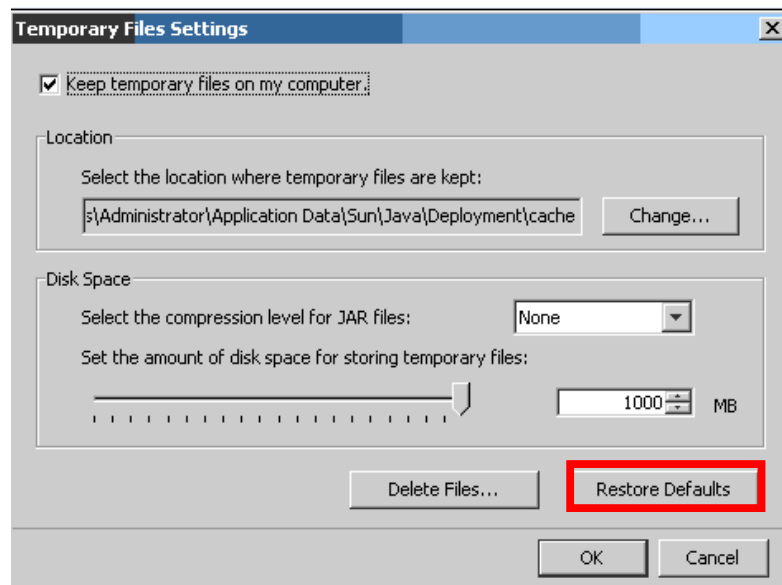 Temporary Files Settings
Keep temporary files on my computer.
Location
Select the location where temporary files are kept:
s\Administrator\Application Data\Sun\Java\Deployment\cache
Change...
Disk Space
Select the compression level for JAR files:
None
Set the amount of disk space for storing temporary files:
1000
MB
Delete Files...
Restore Defaults
OK
Cancel